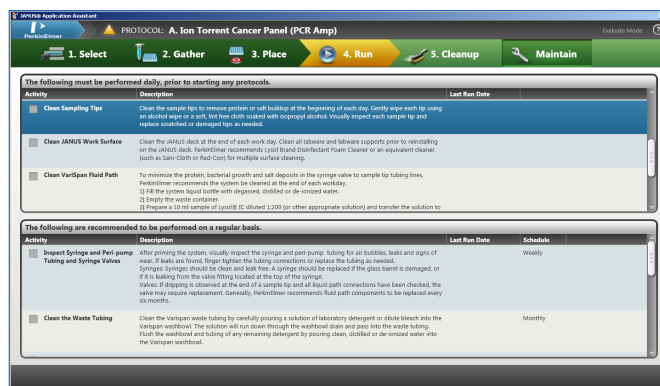 JANUS® Application Assistant
PerkinElmer
PROTOCOL: A. Ion Torrent Cancer Panel (PCR Amp)
Evaluate Mode
?
1. Select
2. Gather
3. Place
4. Run
5. Cleanup
Maintain
The following must be performed daily, prior to starting any protocols.
Activity Description Last Run Date
Clean Sampling Tips
Clean the sample tips to remove protein or salt buildup at the beginning of each day. Gently wipe each tip using
an alcohol wipe or a soft, lint free cloth soaked with isopropyl alcohol. Visually inspect each sample tip and
replace scratched or damaged tips as needed.
Clean JANUS Work Surface
Clean the JANUS deck at the end of each work day. Clean all labware and labware supports prior to reinstalling
on the JANUS deck. PerkinElmer recommends Lysol Brand Disinfectant Foam Cleaner or an equivalent cleaner
(such as Sani-Cloth or Rad-Con) for multiple surface cleaning.
Clean VariSpan Fluid Path
To minimize the protein, bacterial growth and salt deposits in the syringe valve to sample tip tubing lines,
PerkinElmer recommends the system be cleaned at the end of each workday.
1] Fill the system liquid bottle with degassed, distilled or de-ionized water.
2] Empty the waste container.
3] Prepare a 10 ml sample of Lysol® IC diluted 1:200 (or other appropriate solution) and transfer the solution to
The following are recommended to be performed on a regular basis.
Activity Description Last Run Date Schedule
Inspect Syringe and Peri-pump
Tubing and Syringe Valves
After priming the system, visually inspect the syringe and peri-pump tubing for air bubbles, leaks and signs of
wear. If leaks are found, finger tighten the tubing connections or replace the tubing as needed.
Syringes: Syringes should be clean and leak free. A syringe should be replaced if the glass barrel is damaged, or
if it is leaking from the valve fitting located at the top of the syringe.
Valves: If dripping is observed at the end of a sample tip and all liquid path connections have been checked, the
valve may require replacement. Generally, PerkinElmer recommends fluid path components to be replaced every
six months.
Weekly
Clean the Waste Tubing
Clean the Varispan waste tubing by carefully pouring a solution of laboratory detergent or dilute bleach into the
Varispan washbowl. The solution will run down through the washbowl drain and pass into the waste tubing.
Flush the washbowl and tubing of any remaining detergent by pouring clean, distilled or de-ionized water into
the Varispan washbowl.
Monthly